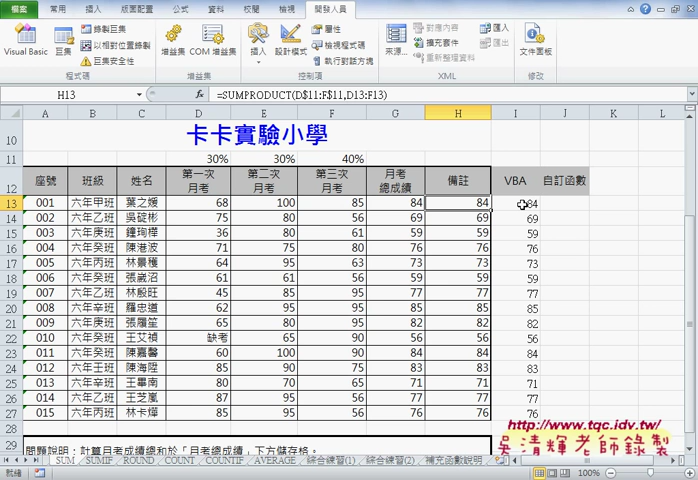 檔案 常用 插入 版面配置 公式 資料 校閱 檢視 開發人員
Visual Basic 巨集 錄製巨集 以相對位置錄製 巨集安全性 增益集 COM 增益集 插入 設計模式 屬性 檢視程式碼 執行對話方塊 來源... 對應內容 擴充套件 重新整理資料 匯入 匯出 文件面板
程式碼 增益集 控制項 XML 修改
H13 fx =SUMPRODUCT(D$11:F$11,D13:F13)
A B C D E F G H I J K L
10 卡卡實驗小學
11 30% 30% 40%
12 座號 班級 姓名 第一次月考 第二次月考 第三次月考 月考總成績 備註 VBA 自訂函數
13 001 六年甲班 葉之媛 68 100 85 84 84 84
14 002 六年乙班 吳碇彬 75 80 56 69 69 69
15 003 六年庚班 鐘珣樺 36 80 61 59 59 59
16 004 六年癸班 陳港波 71 75 80 76 76 76
17 005 六年丙班 林景穫 64 95 63 73 73 73
18 006 六年癸班 張嵗沼 61 61 56 59 59 59
19 007 六年乙班 林殷旺 45 85 95 77 77 77
20 008 六年辛班 羅忠道 62 95 95 85 85 85
21 009 六年庚班 張履笙 65 80 95 82 82 82
22 010 六年癸班 王艾禎 缺考 65 90 56 56 56
23 011 六年癸班 陳嘉馨 60 100 90 84 84 84
24 012 六年壬班 陳海陞 85 90 75 83 83 83
25 013 六年辛班 王畢南 80 70 65 71 71 71
26 014 六年乙班 王芝嵐 87 95 56 77 77 77
27 015 六年丙班 林卡燁 85 95 56 76 76 76
28
29 問題說明：計算月考成績總和於「月考總成績」下方儲存格。
http://www.tqc.idv.tw/
吳清輝老師錄製
SUM SUMIF ROUND COUNT COUNTIF AVERAGE 綜合練習(1) 綜合練習(2) 補充函數說明
就緒 100%